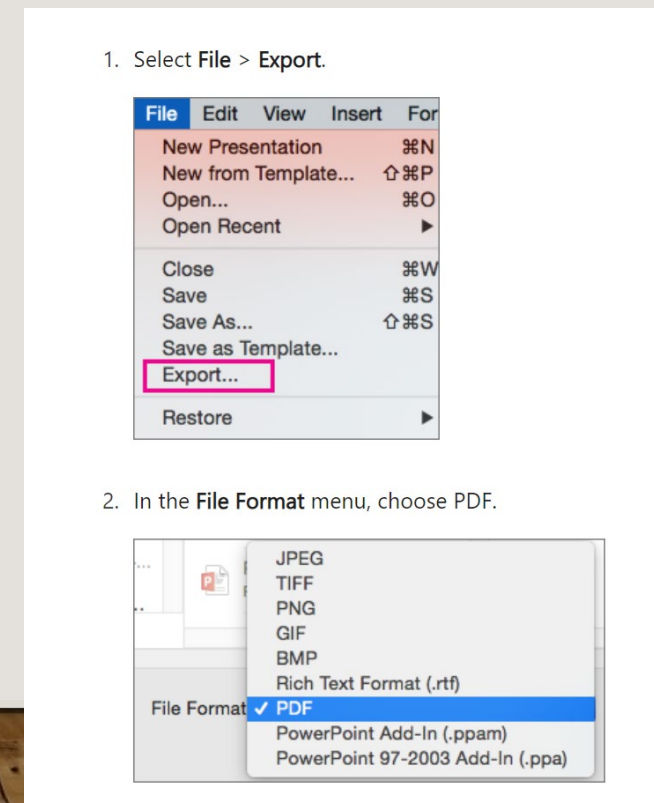 1. Select File > Export.
File Edit View Insert For
New Presentation ⌘N
New from Template... ⇧⌘P
Open... ⌘O
Open Recent ▶
Close ⌘W
Save ⌘S
Save As... ⇧⌘S
Save as Template...
Export...
Restore ▶
2. In the File Format menu, choose PDF.
JPEG
TIFF
PNG
GIF
BMP
Rich Text Format (.rtf)
File Format ✓ PDF
PowerPoint Add-In (.ppam)
PowerPoint 97-2003 Add-In (.ppa)